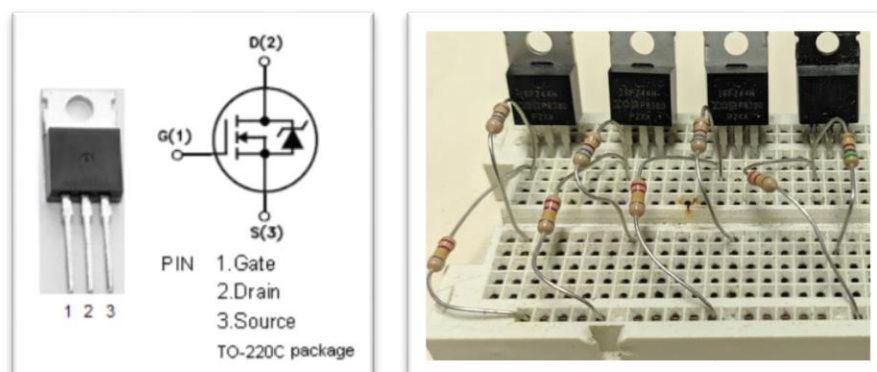 D(2)
G(1)
S(3)
PIN 1.Gate
2.Drain
3.Source
TO-220C package
1 2 3